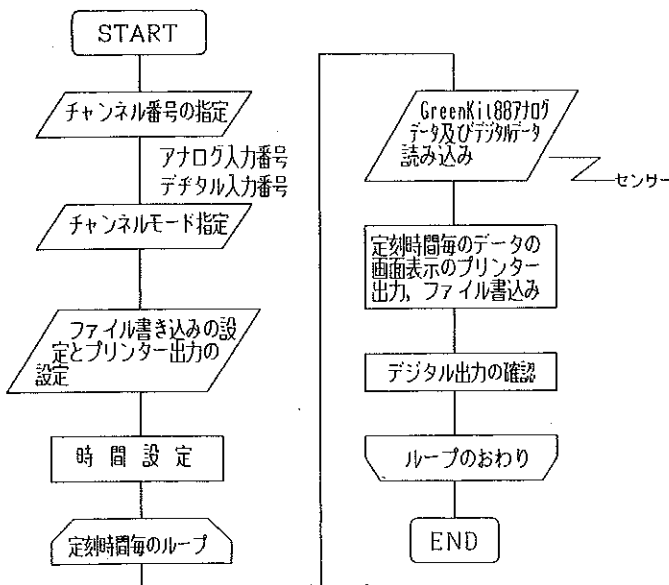 START
チャンネル番号の指定
アナログ入力番号
デヂタル入力番号
チャンネルモード指定
ファイル書き込みの設
定とプリンター出力の
設定
時間設定
定刻時間毎のループ
GreenKit88アナログ
データ及びデジタルデータ
読み込み
センサー
定刻時間毎のデータの
画面表示のプリンター
出力，ファイル書込み
デジタル出力の確認
ループのおわり
END